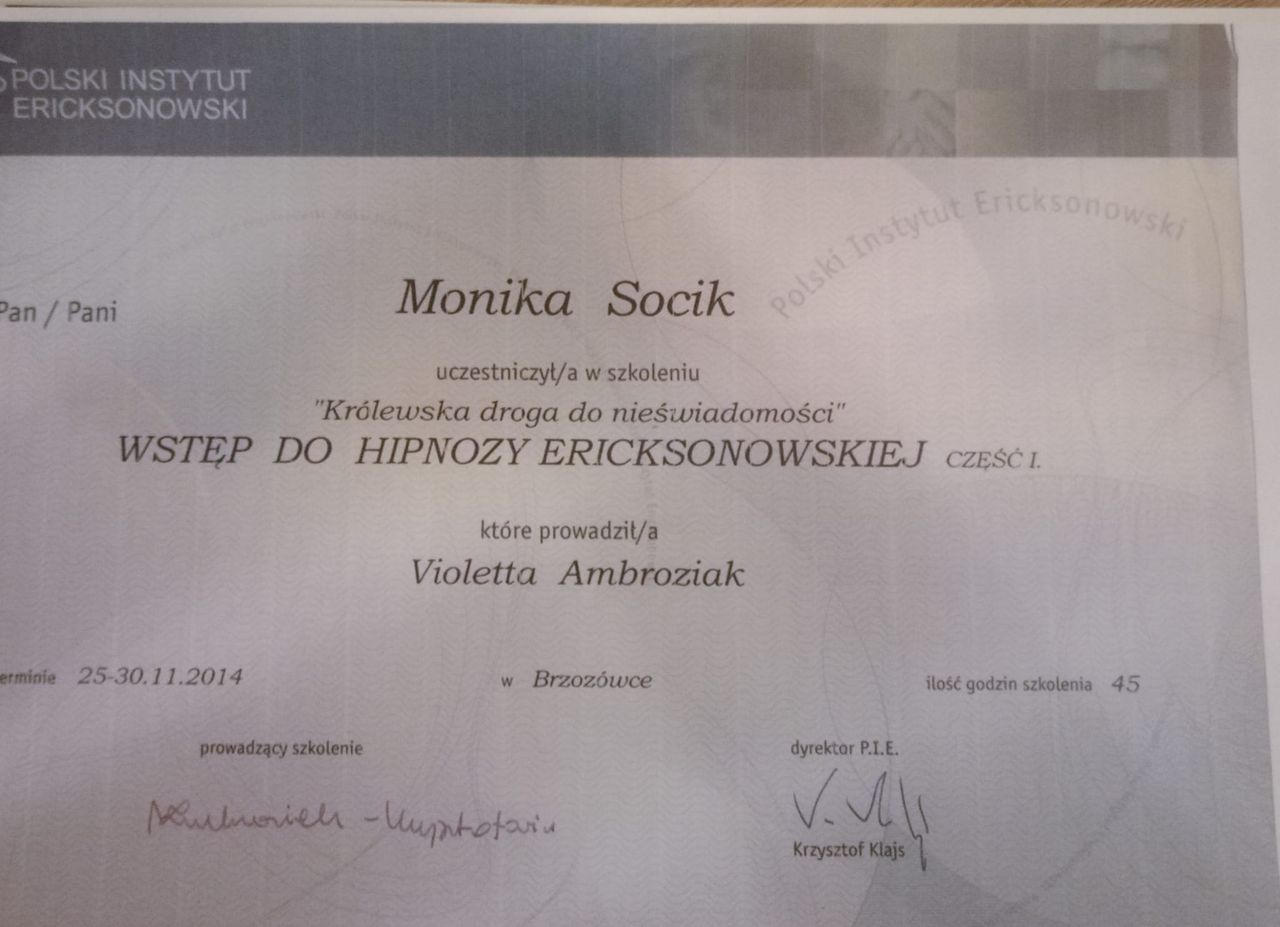 POLSKI INSTYTUT
ERICKSONOWSKI
Polski Instytut Ericksonowski
Pan / Pani
Monika Socik
uczestniczył/a w szkoleniu
"Królewska droga do nieświadomości"
WSTĘP DO HIPNOZY ERICKSONOWSKIEJ CZĘŚĆ I.
które prowadził/a
Violetta Ambroziak
erminie 25-30.11.2014 w Brzozówce ilość godzin szkolenia 45
prowadzący szkolenie
dyrektor P.I.E.
Krzysztof Klajs